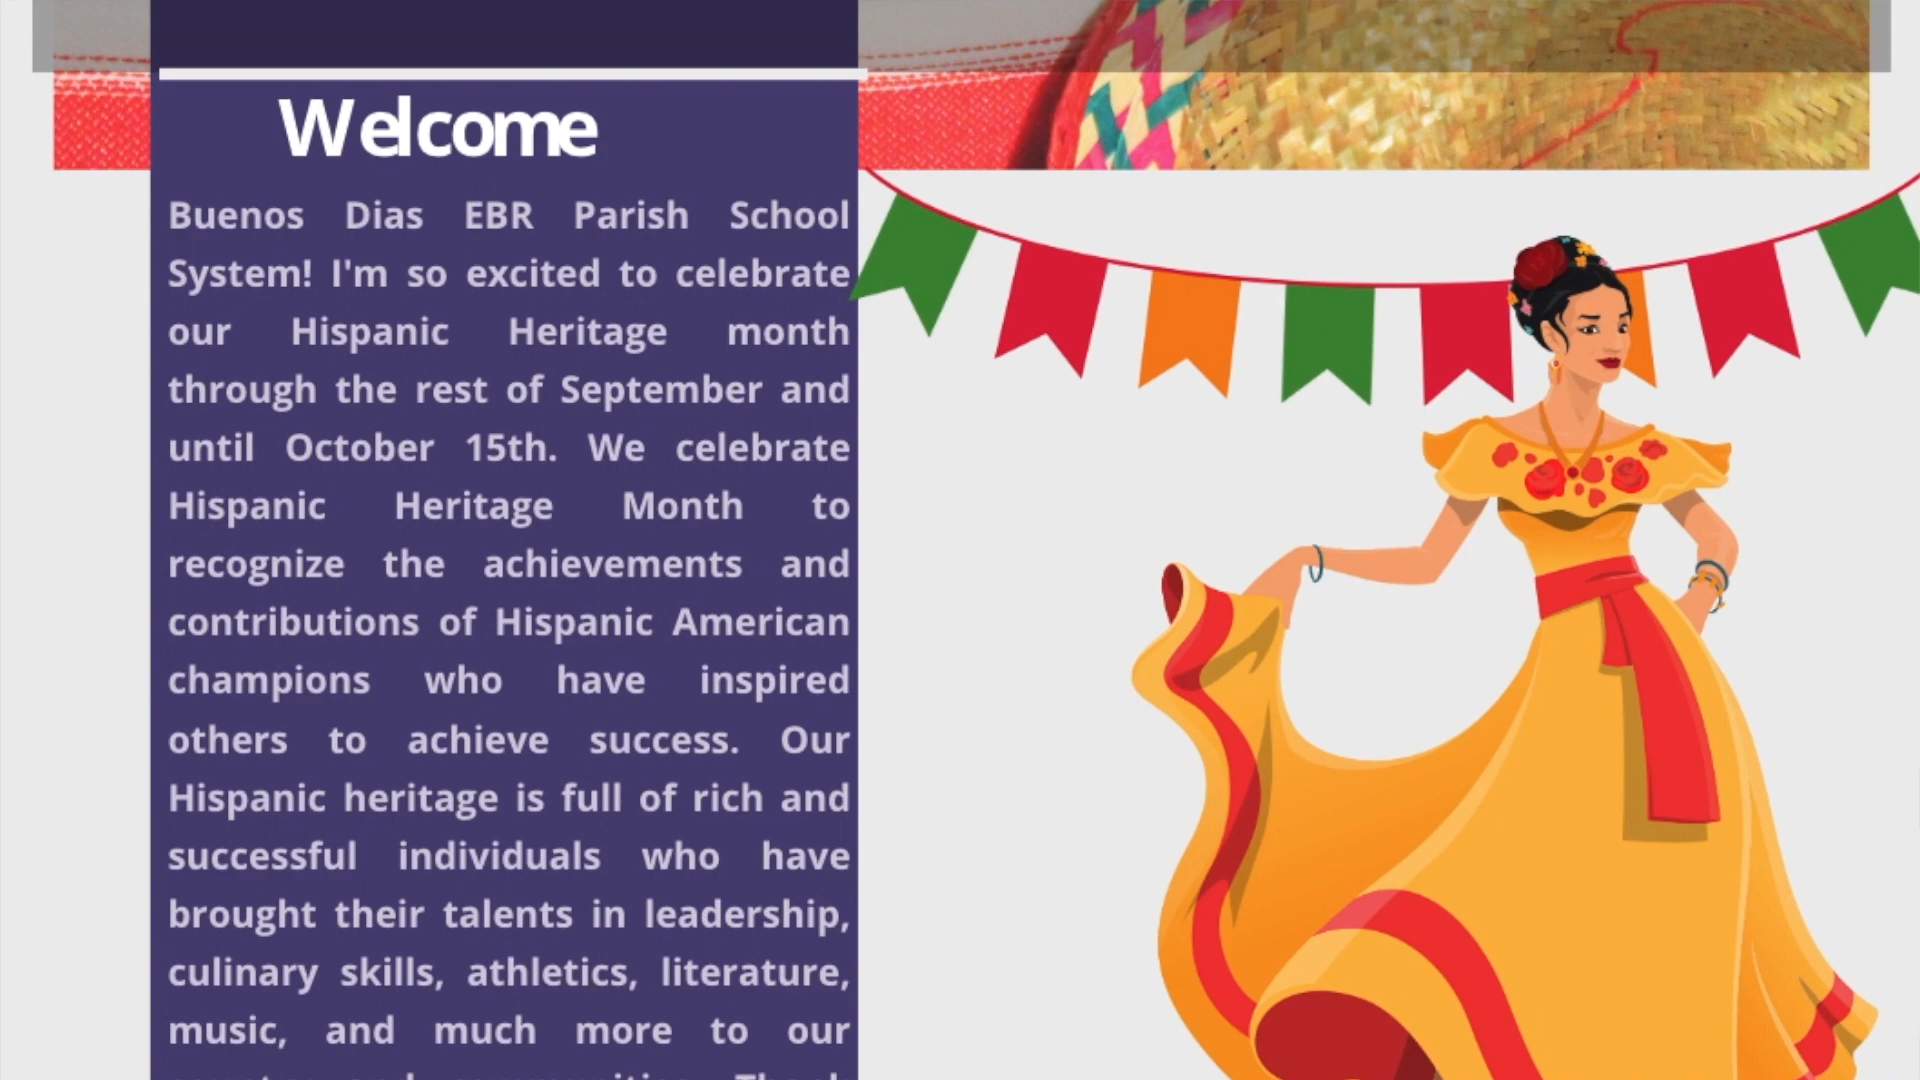 Welcome
Buenos Dias EBR Parish School
System! I'm so excited to celebrate
our Hispanic Heritage month
through the rest of September and
until October 15th. We celebrate
Hispanic Heritage Month to
recognize the achievements and
contributions of Hispanic American
champions who have inspired
others to achieve success. Our
Hispanic heritage is full of rich and
successful individuals who have
brought their talents in leadership,
culinary skills, athletics, literature,
music, and much more to our